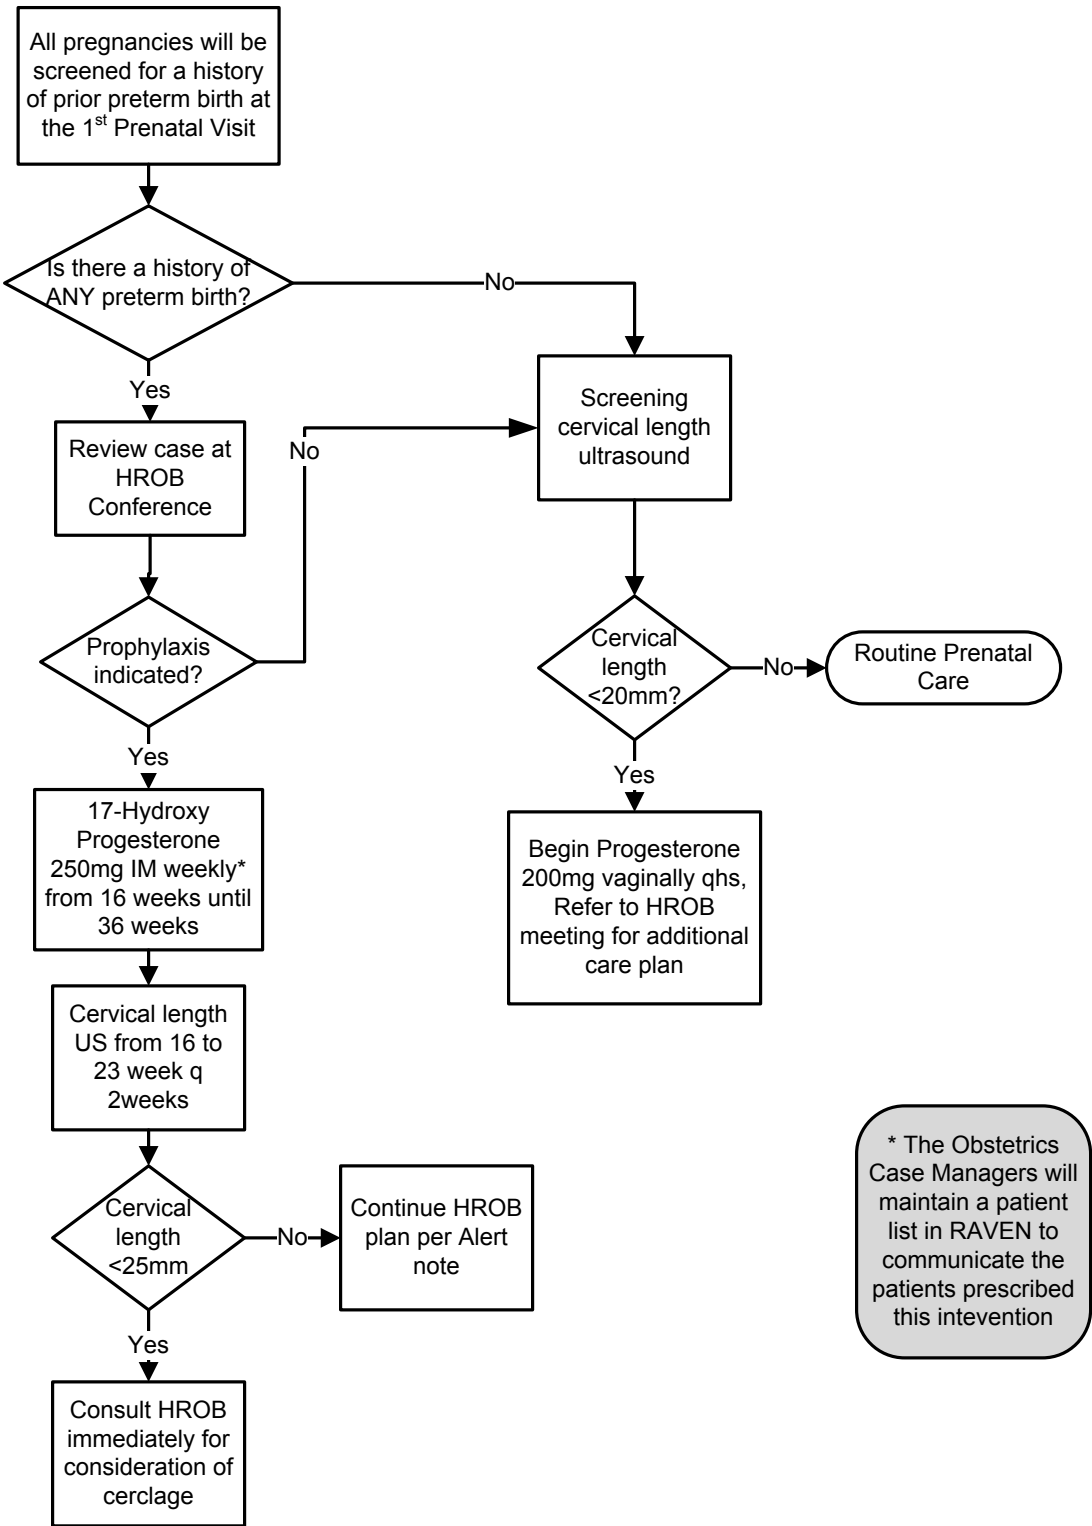 All pregnancies will be
screened for a history
of prior preterm birth at
the 1st Prenatal Visit
Is there a history of
ANY preterm birth?
No
Yes
Review case at
HROB
Conference
No
Screening
cervical length
ultrasound
Prophylaxis
indicated?
Cervical
length
<20mm?
No
Routine Prenatal
Care
Yes
Yes
17-Hydroxy
Progesterone
250mg IM weekly*
from 16 weeks until
36 weeks
Begin Progesterone
200mg vaginally qhs,
Refer to HROB
meeting for additional
care plan
Cervical length
US from 16 to
23 week q
2weeks
Cervical
length
<25mm
No
Continue HROB
plan per Alert
note
Yes
Consult HROB
immediately for
consideration of
cerclage
* The Obstetrics
Case Managers will
maintain a patient
list in RAVEN to
communicate the
patients prescribed
this intevention